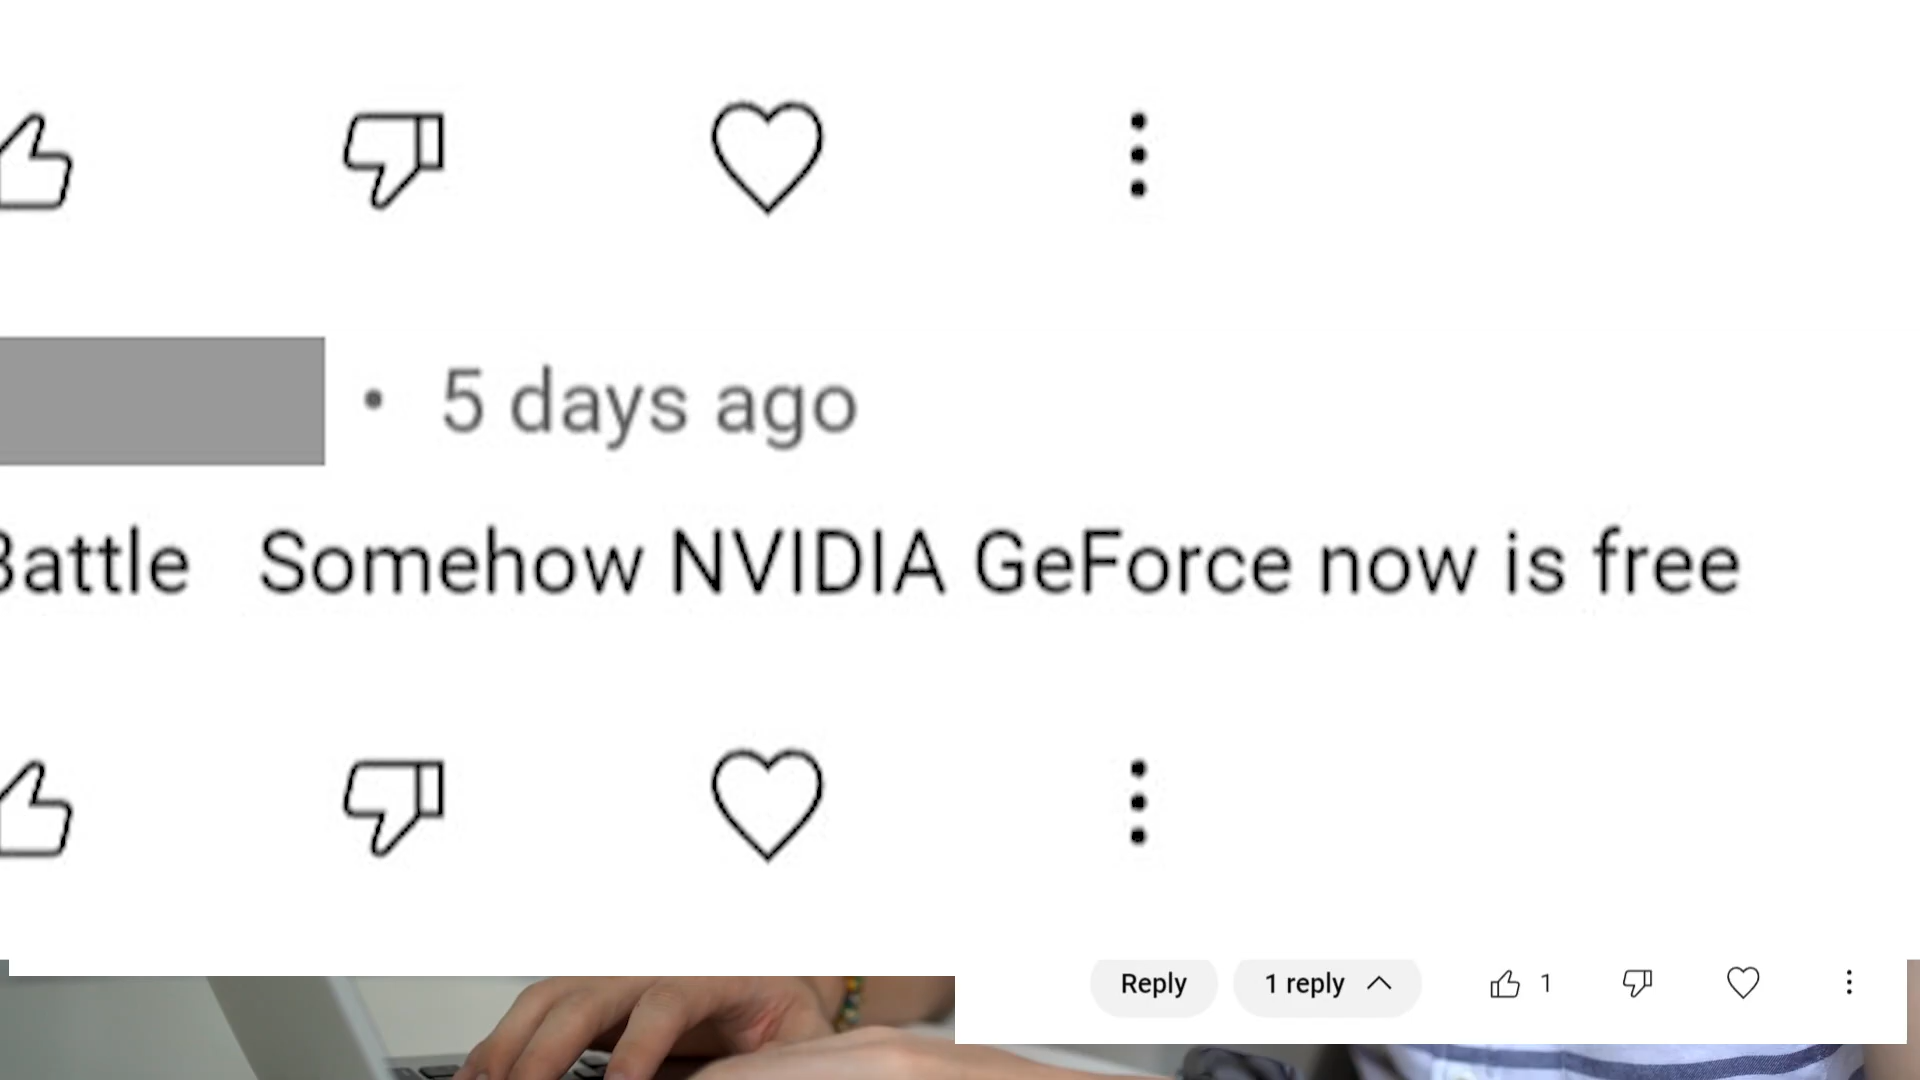 • 5 days ago
Battle Somehow NVIDIA GeForce now is free
Reply 1 reply 1